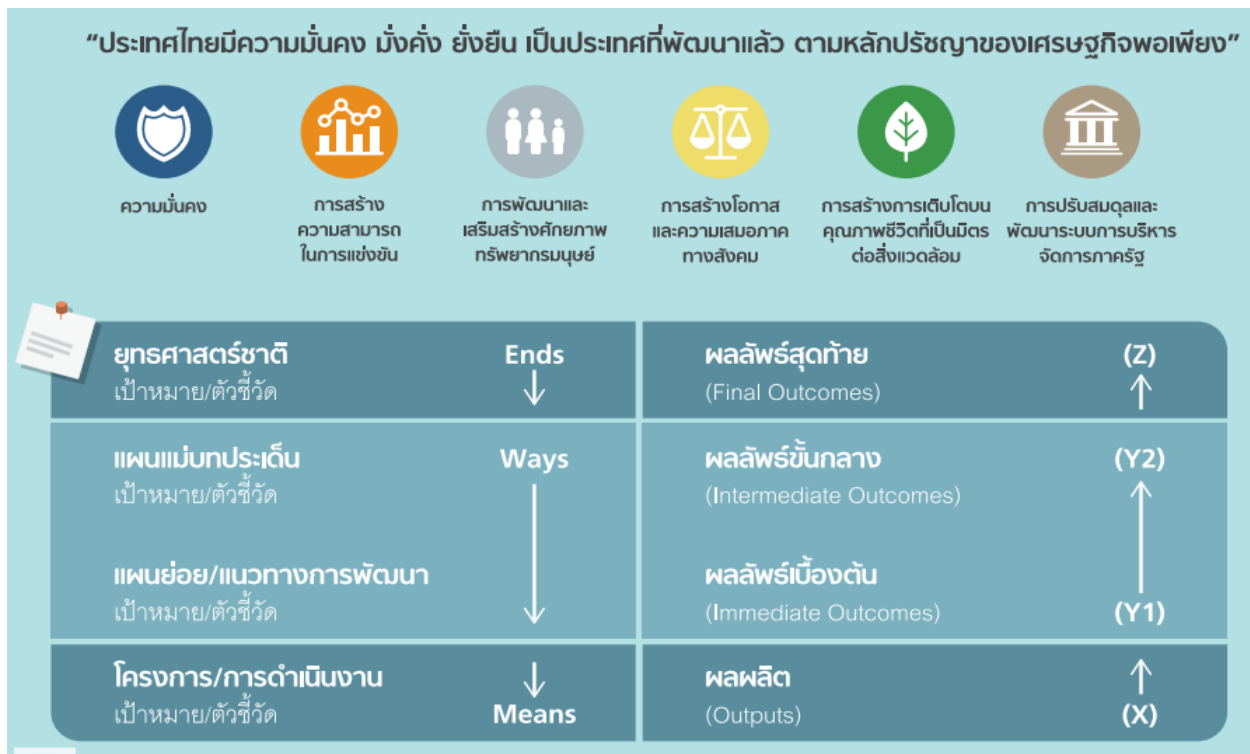 “ประเทศไทยมีความมั่นคง มั่งคั่ง ยั่งยืน เป็นประเทศที่พัฒนาแล้ว ตามหลักปรัชญาของเศรษฐกิจพอเพียง”
ความมั่นคง
การสร้าง
ความสามารถ
ในการแข่งขัน
การพัฒนาและ
เสริมสร้างศักยภาพ
ทรัพยากรมนุษย์
การสร้างโอกาส
และความเสมอภาค
ทางสังคม
การสร้างการเติบโตบน
คุณภาพชีวิตที่เป็นมิตร
ต่อสิ่งแวดล้อม
การปรับสมดุลและ
พัฒนาระบบการบริหาร
จัดการภาครัฐ
ยุทธศาสตร์ชาติ Ends
เป้าหมาย/ตัวชี้วัด
ผลลัพธ์สุดท้าย (Z)
(Final Outcomes)
แผนแม่บทประเด็น Ways
เป้าหมาย/ตัวชี้วัด
ผลลัพธ์ขั้นกลาง (Y2)
(Intermediate Outcomes)
แผนย่อย/แนวทางการพัฒนา
เป้าหมาย/ตัวชี้วัด
ผลลัพธ์เบื้องต้น
(Immediate Outcomes) (Y1)
โครงการ/การดำเนินงาน
เป้าหมาย/ตัวชี้วัด Means
ผลผลิต
(Outputs) (X)